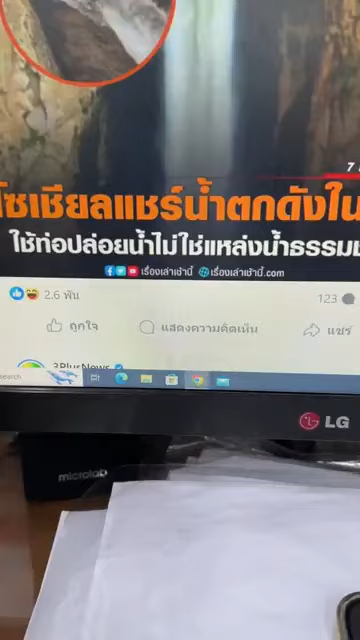 7
โซเชียลแชร์น้ำตกดังใน
ใช้ท่อปล่อยน้ำไม่ใช่แหล่งน้ำธรรม
เรื่องเล่าเช้านี้ เรื่องเล่าเช้านี้.com
2.6 พัน 123
ถูกใจ แสดงความคิดเห็น แชร์
3PlusNews
search
LG
microlab